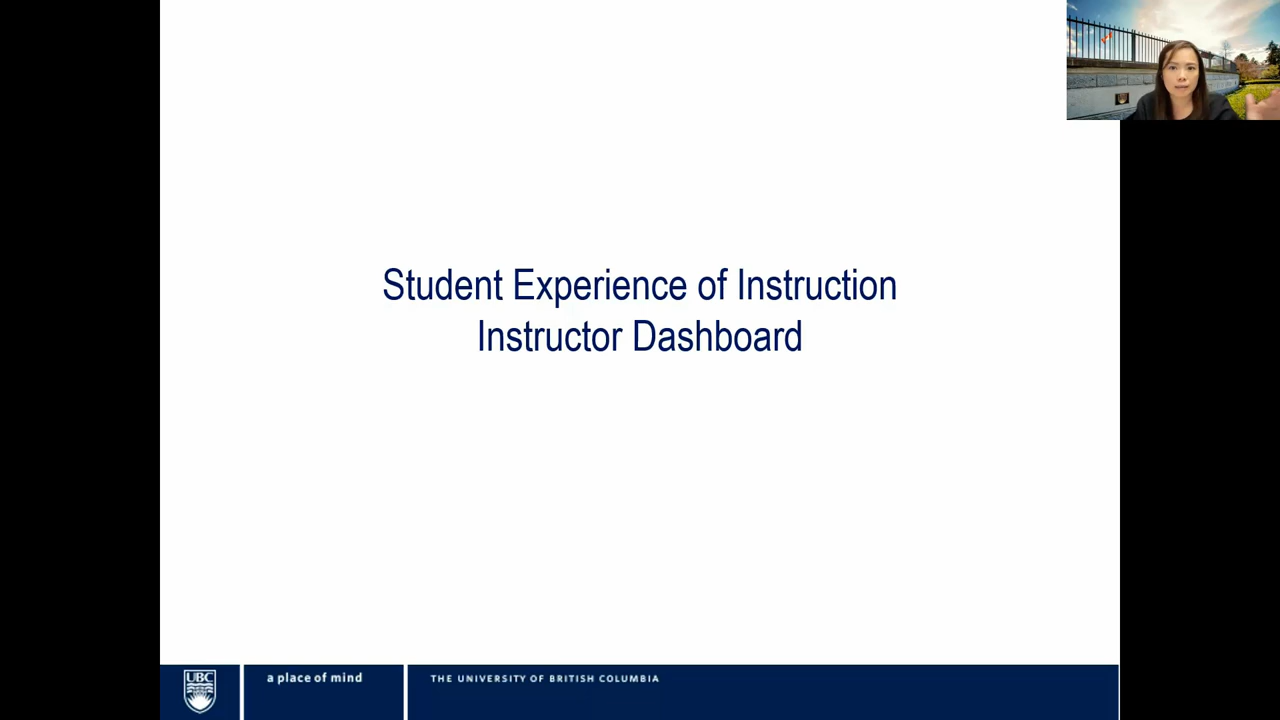 Student Experience of Instruction
Instructor Dashboard
UBC
a place of mind
THE UNIVERSITY OF BRITISH COLUMBIA